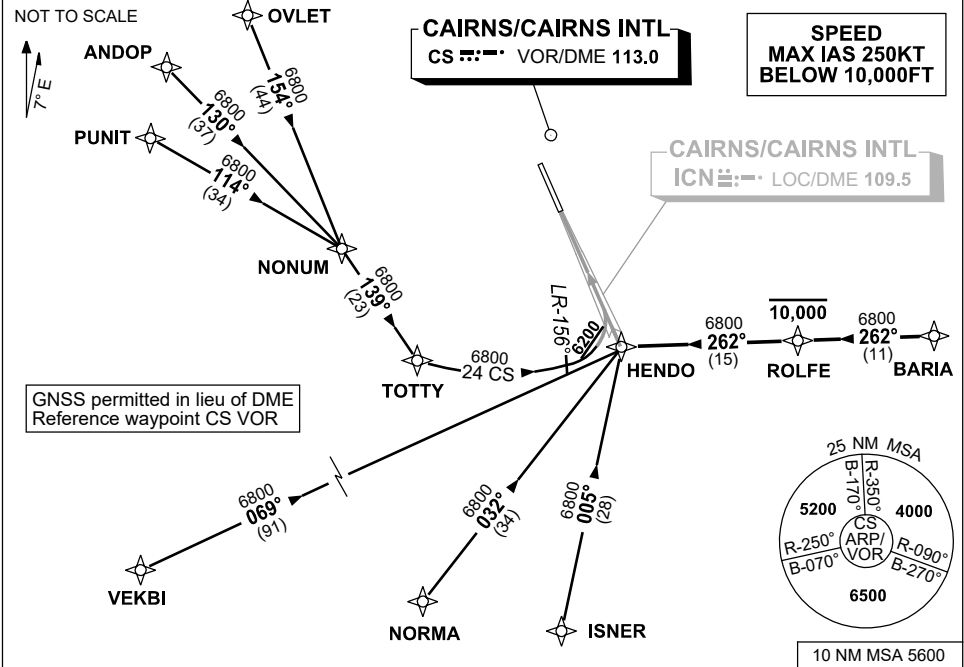 NOT TO SCALE
7° E
OVLET
ANDOP
PUNIT
6800
154°
(44)
6800
130°
(37)
6800
114°
(34)
NONUM
6800
139°
(23)
TOTTY
6800
24 CS
CAIRNS/CAIRNS INTL
CS VOR/DME 113.0
SPEED
MAX IAS 250KT
BELOW 10,000FT
CAIRNS/CAIRNS INTL
ICN LOC/DME 109.5
LR-156°
6200
HENDO
6800
262°
(15)
10,000
ROLFE
6800
262°
(11)
BARIA
GNSS permitted in lieu of DME
Reference waypoint CS VOR
6800
069°
(91)
VEKBI
6800
032°
(34)
NORMA
6800
005°
(28)
ISNER
25 NM MSA
B-170°
R-350°
5200
4000
CS
ARP/
VOR
R-250°
B-070°
R-090°
B-270°
6500
10 NM MSA 5600